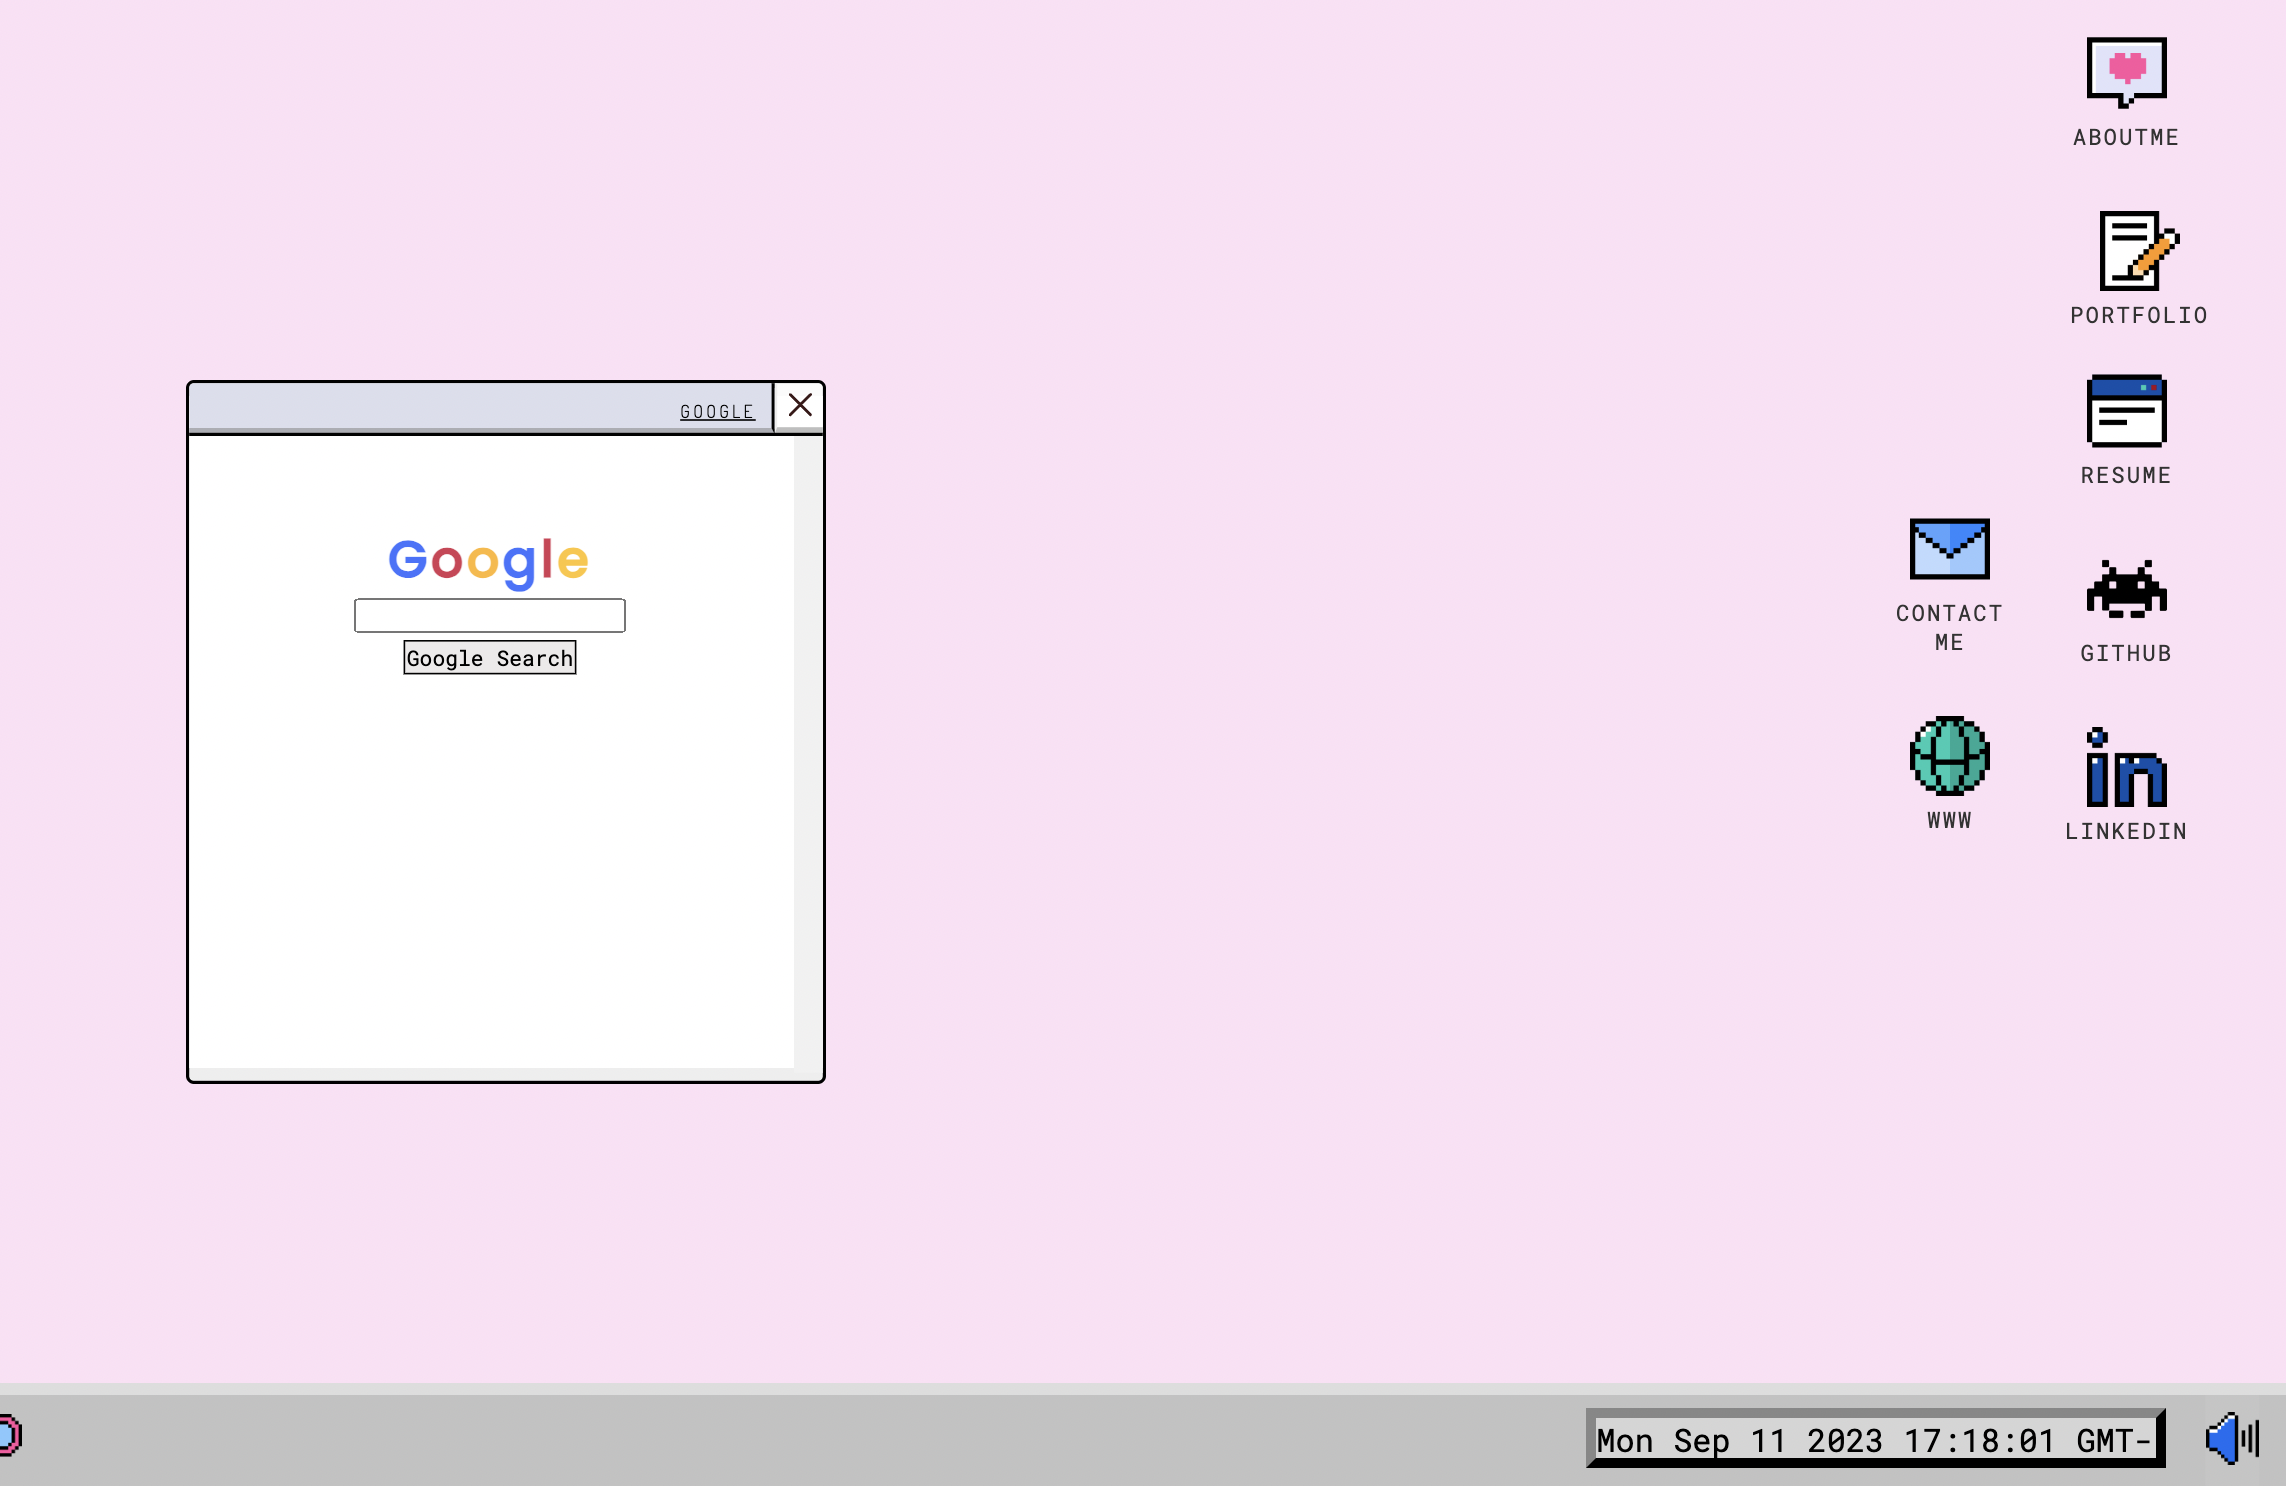 ABOUTME
PORTFOLIO
RESUME
GOOGLE
Google
Google Search
CONTACT
ME
GITHUB
WWW
LINKEDIN
Mon Sep 11 2023 17:18:01 GMT-